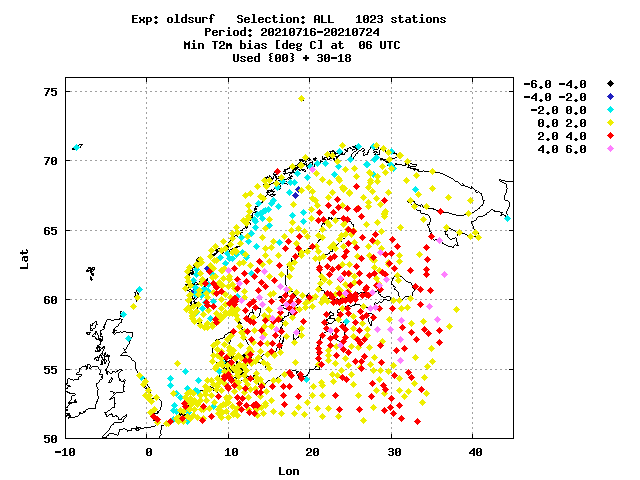 Exp: oldsurf Selection: ALL 1023 stations
Period: 20210716-20210724
Min T2m bias [deg C] at 06 UTC
Used {00} + 30-18
-6.0 -4.0
-4.0 -2.0
-2.0 0.0
0.0 2.0
2.0 4.0
4.0 6.0
75
70
65
60
55
50
Lat
-10 0 10 20 30 40
Lon